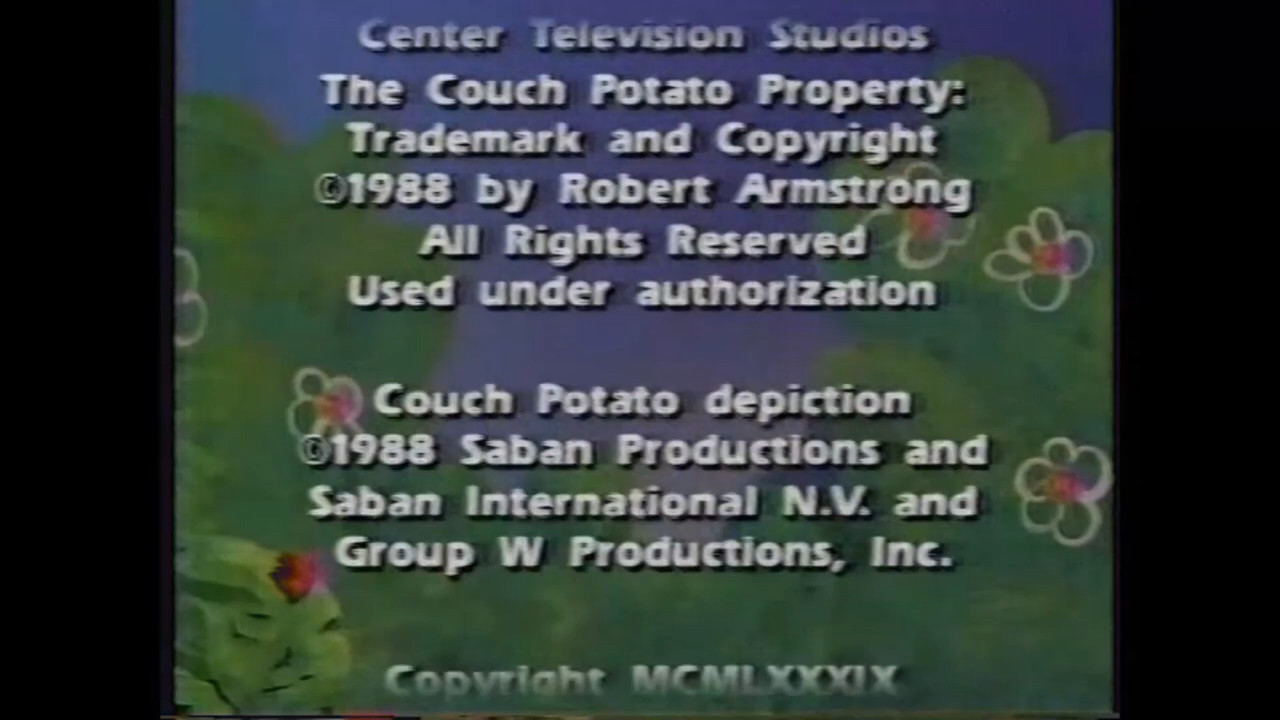 Center Television Studios
The Couch Potato Property:
Trademark and Copyright
©1988 by Robert Armstrong
All Rights Reserved
Used under authorization
Couch Potato depiction
©1988 Saban Productions and
Saban International N.V. and
Group W Productions, Inc.
Copyright MCMLXXXIX